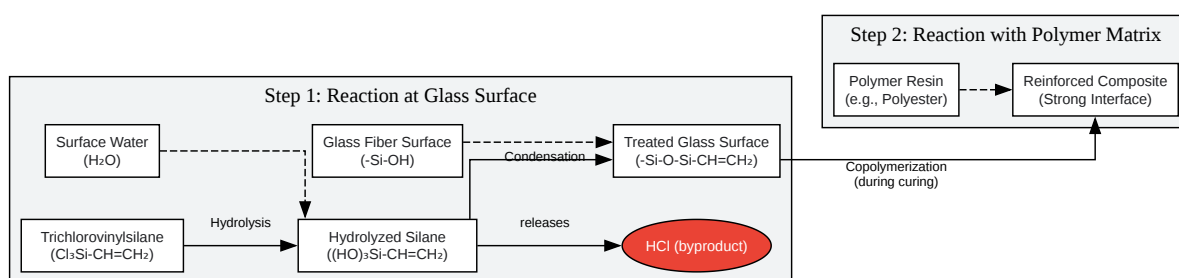 Step 2: Reaction with Polymer Matrix
Polymer Resin
(e.g., Polyester)
Reinforced Composite
(Strong Interface)
Step 1: Reaction at Glass Surface
Surface Water
(H₂O)
Glass Fiber Surface
(-Si-OH)
Condensation
Treated Glass Surface
(-Si-O-Si-CH=CH₂)
Copolymerization
(during curing)
Trichlorovinylsilane
(Cl₃Si-CH=CH₂)
Hydrolysis
Hydrolyzed Silane
((HO)₃Si-CH=CH₂)
releases
HCl (byproduct)